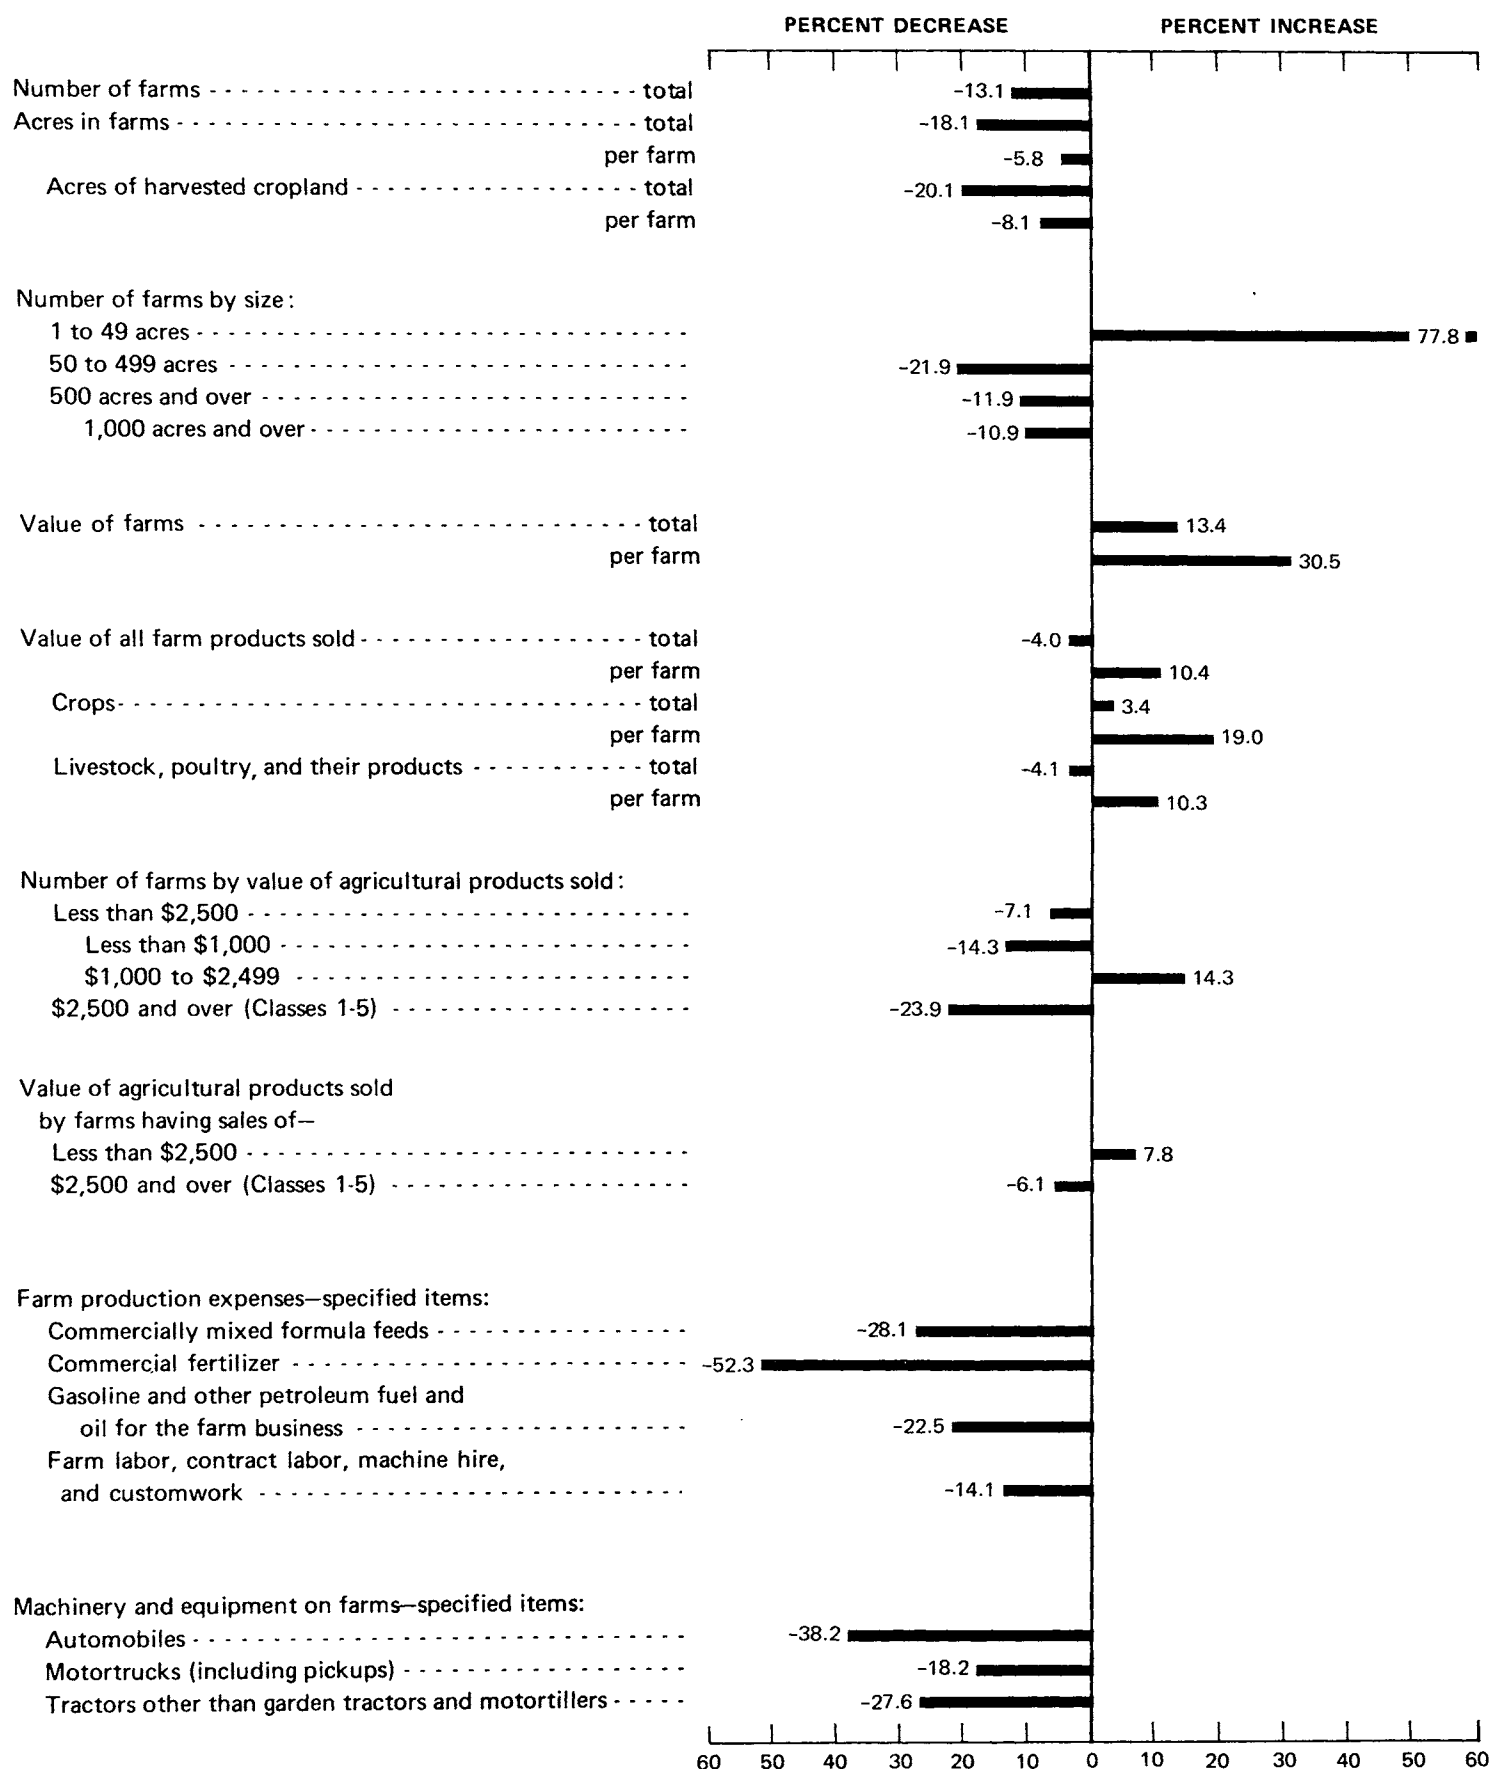 PERCENT DECREASE PERCENT INCREASE
Number of farms - - - - - - - - - - - - - - - - - - - - - - - - - - - total -13.1
Acres in farms - - - - - - - - - - - - - - - - - - - - - - - - - - - - - total -18.1
per farm -5.8
Acres of harvested cropland - - - - - - - - - - - - - - - - - - total -20.1
per farm -8.1
Number of farms by size:
1 to 49 acres - - - - - - - - - - - - - - - - - - - - - - - - - - - - - - 77.8
50 to 499 acres - - - - - - - - - - - - - - - - - - - - - - - - - - - - -21.9
500 acres and over - - - - - - - - - - - - - - - - - - - - - - - - - - -11.9
1,000 acres and over - - - - - - - - - - - - - - - - - - - - - - - -10.9
Value of farms - - - - - - - - - - - - - - - - - - - - - - - - - - - - total 13.4
per farm 30.5
Value of all farm products sold - - - - - - - - - - - - - - - - - - total -4.0
per farm 10.4
Crops - - - - - - - - - - - - - - - - - - - - - - - - - - - - - - - - - total 3.4
per farm 19.0
Livestock, poultry, and their products - - - - - - - - - - - total -4.1
per farm 10.3
Number of farms by value of agricultural products sold:
Less than $2,500 - - - - - - - - - - - - - - - - - - - - - - - - - - - -7.1
Less than $1,000 - - - - - - - - - - - - - - - - - - - - - - - - - -14.3
$1,000 to $2,499 - - - - - - - - - - - - - - - - - - - - - - - - - 14.3
$2,500 and over (Classes 1-5) - - - - - - - - - - - - - - - - - - - -23.9
Value of agricultural products sold
by farms having sales of—
Less than $2,500 - - - - - - - - - - - - - - - - - - - - - - - - - - - 7.8
$2,500 and over (Classes 1-5) - - - - - - - - - - - - - - - - - - - -6.1
Farm production expenses—specified items:
Commercially mixed formula feeds - - - - - - - - - - - - - - - - -28.1
Commercial fertilizer - - - - - - - - - - - - - - - - - - - - - - - - - -52.3
Gasoline and other petroleum fuel and
oil for the farm business - - - - - - - - - - - - - - - - - - - - - -22.5
Farm labor, contract labor, machine hire,
and customwork - - - - - - - - - - - - - - - - - - - - - - - - - - -14.1
Machinery and equipment on farms—specified items:
Automobiles - - - - - - - - - - - - - - - - - - - - - - - - - - - - - - -38.2
Motortrucks (including pickups) - - - - - - - - - - - - - - - - - - -18.2
Tractors other than garden tractors and motortillers - - - - - -27.6
60 50 40 30 20 10 0 10 20 30 40 50 60